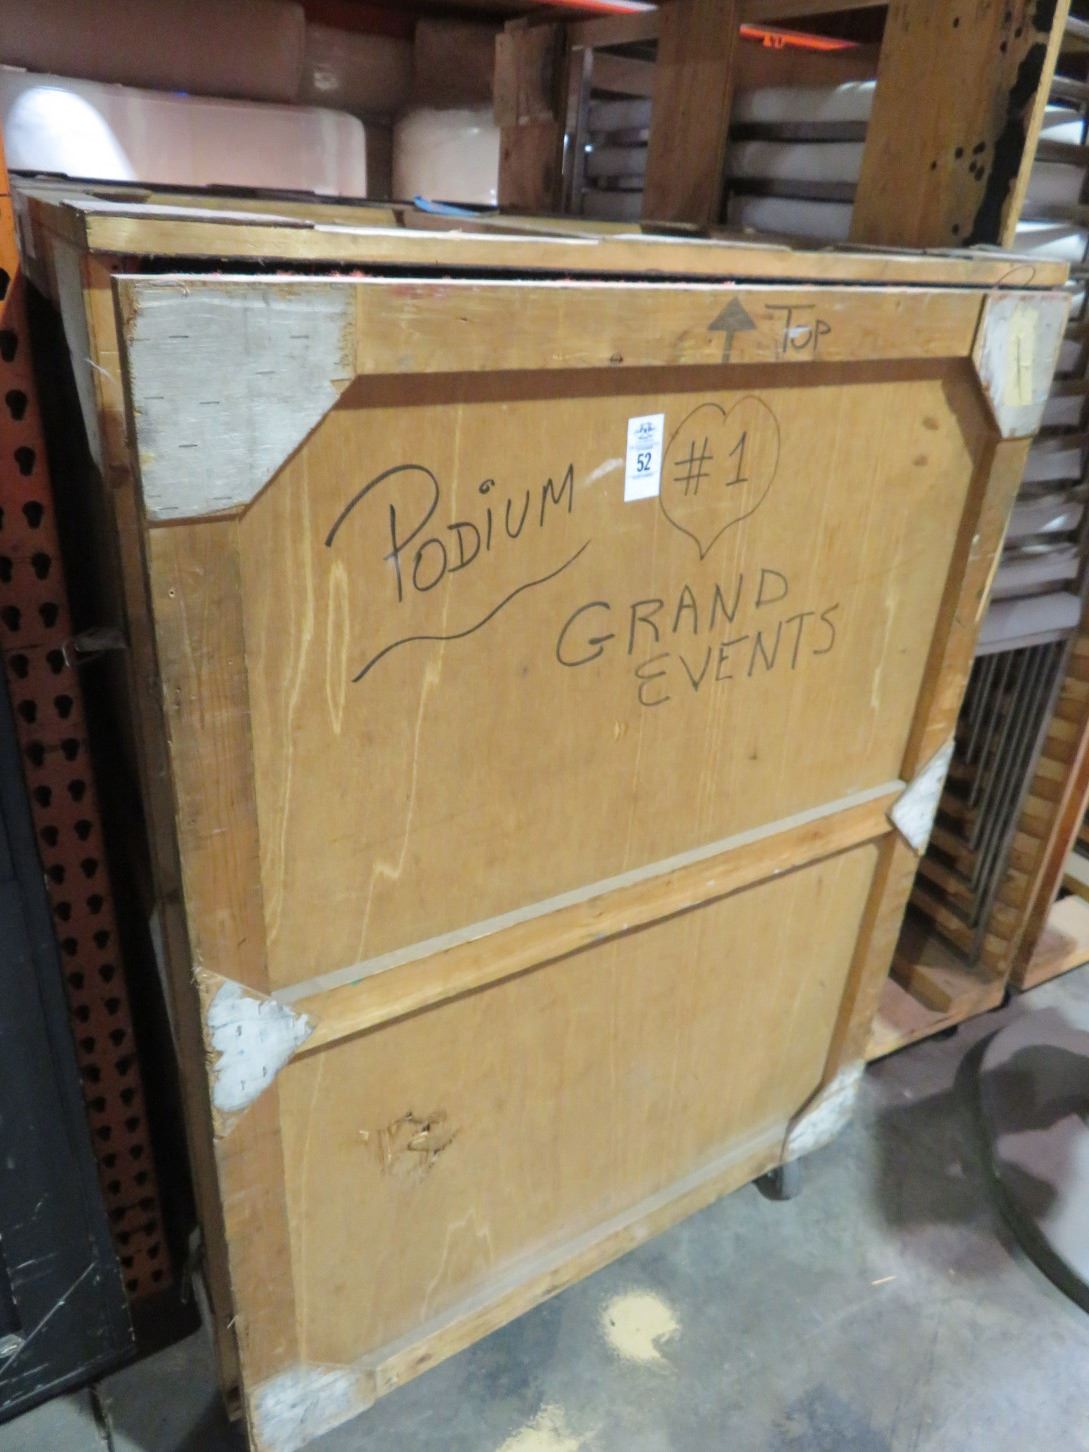 TOP
#1
52
PODIUM
GRAND
EVENTS